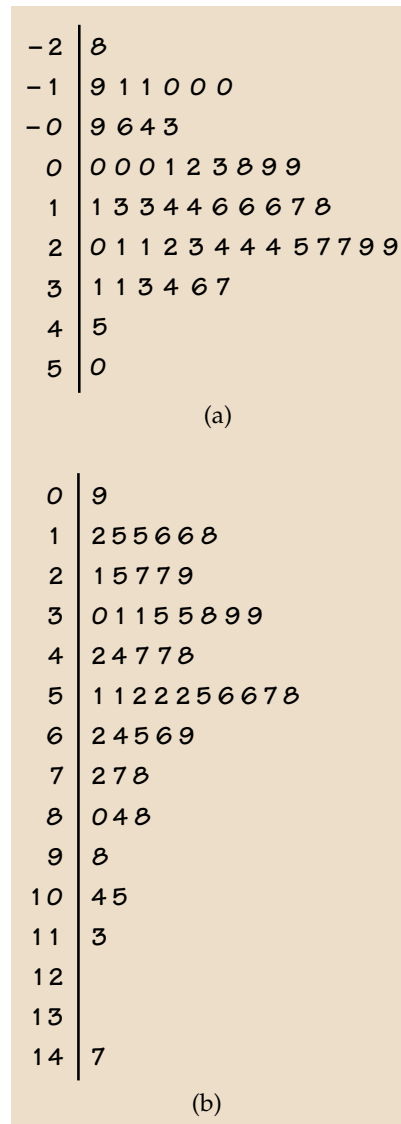 −2 | 8
−1 | 9 1 1 0 0 0
−0 | 9 6 4 3
0 | 0 0 0 1 2 3 8 9 9
1 | 1 3 3 4 4 6 6 6 7 8
2 | 0 1 1 2 3 4 4 4 5 7 7 9 9
3 | 1 1 3 4 6 7
4 | 5
5 | 0
(a)
0 | 9
1 | 2 5 5 6 6 8
2 | 1 5 7 7 9
3 | 0 1 1 5 5 8 9 9
4 | 2 4 7 7 8
5 | 1 1 2 2 2 5 6 6 7 8
6 | 2 4 5 6 9
7 | 2 7 8
8 | 0 4 8
9 | 8
10 | 4 5
11 | 3
12 |
13 |
14 | 7
(b)